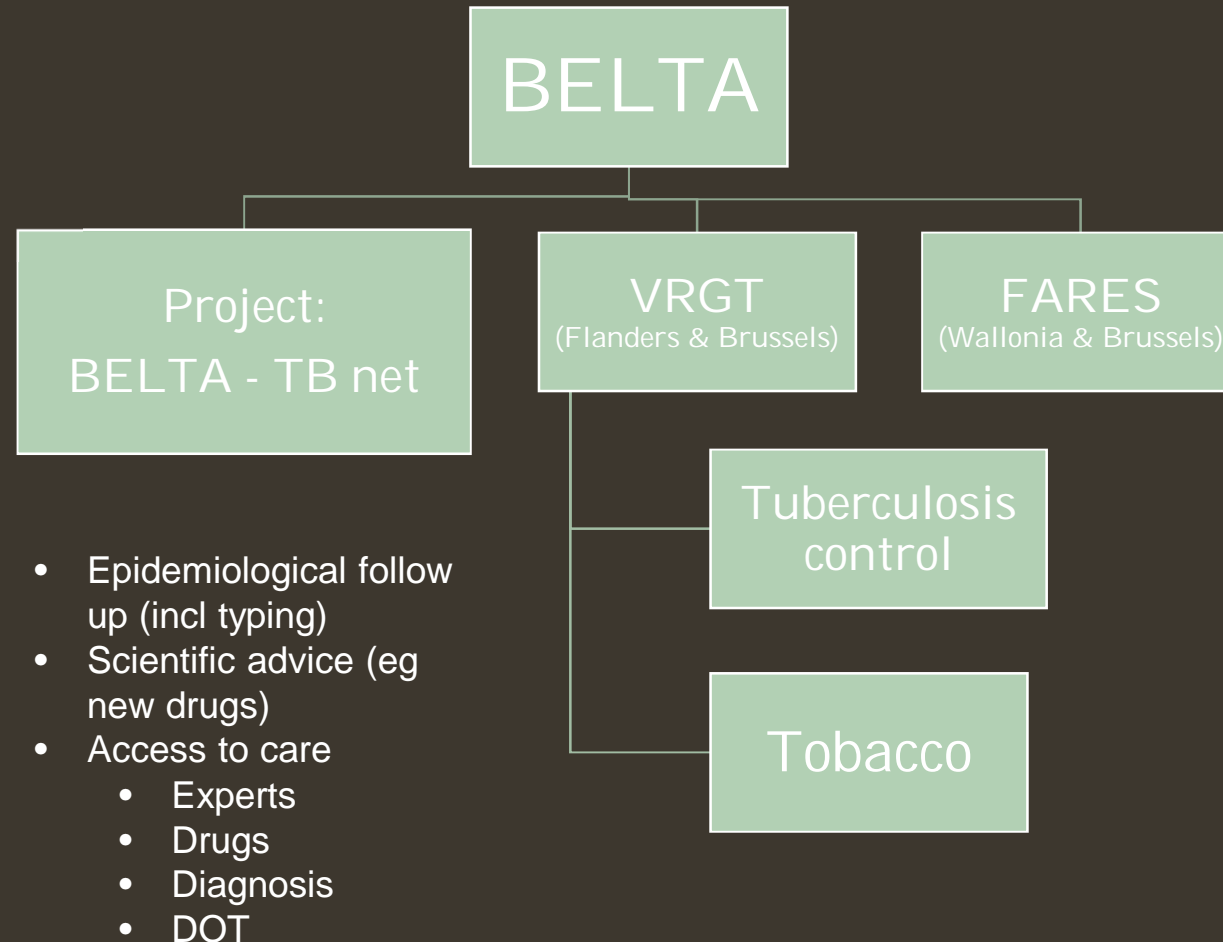 BELTA
Project:
BELTA - TB net
VRGT
(Flanders & Brussels)
FARES
(Wallonia & Brussels)
Tuberculosis
control
Tobacco
• Epidemiological follow
up (incl typing)
• Scientific advice (eg
new drugs)
• Access to care
• Experts
• Drugs
• Diagnosis
• DOT